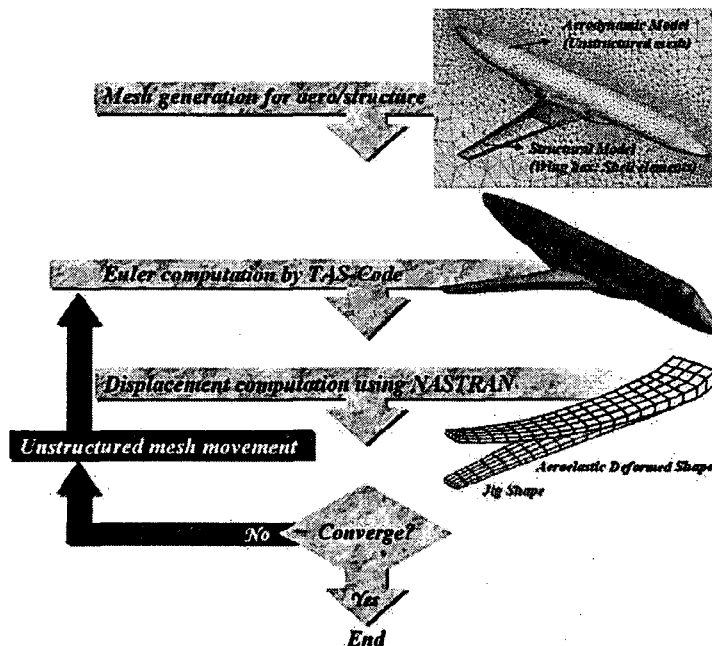 Aerodynamic Model
(Unstructured mesh)
Mesh generation for aero/structure
Structural Model
(Wing box: Shell elements)
Euler computation by TAS-Code
Displacement computation using NASTRAN
Unstructured mesh movement
Aeroelastic Deformed Shape
Jig Shape
No
Converge?
Yes
End